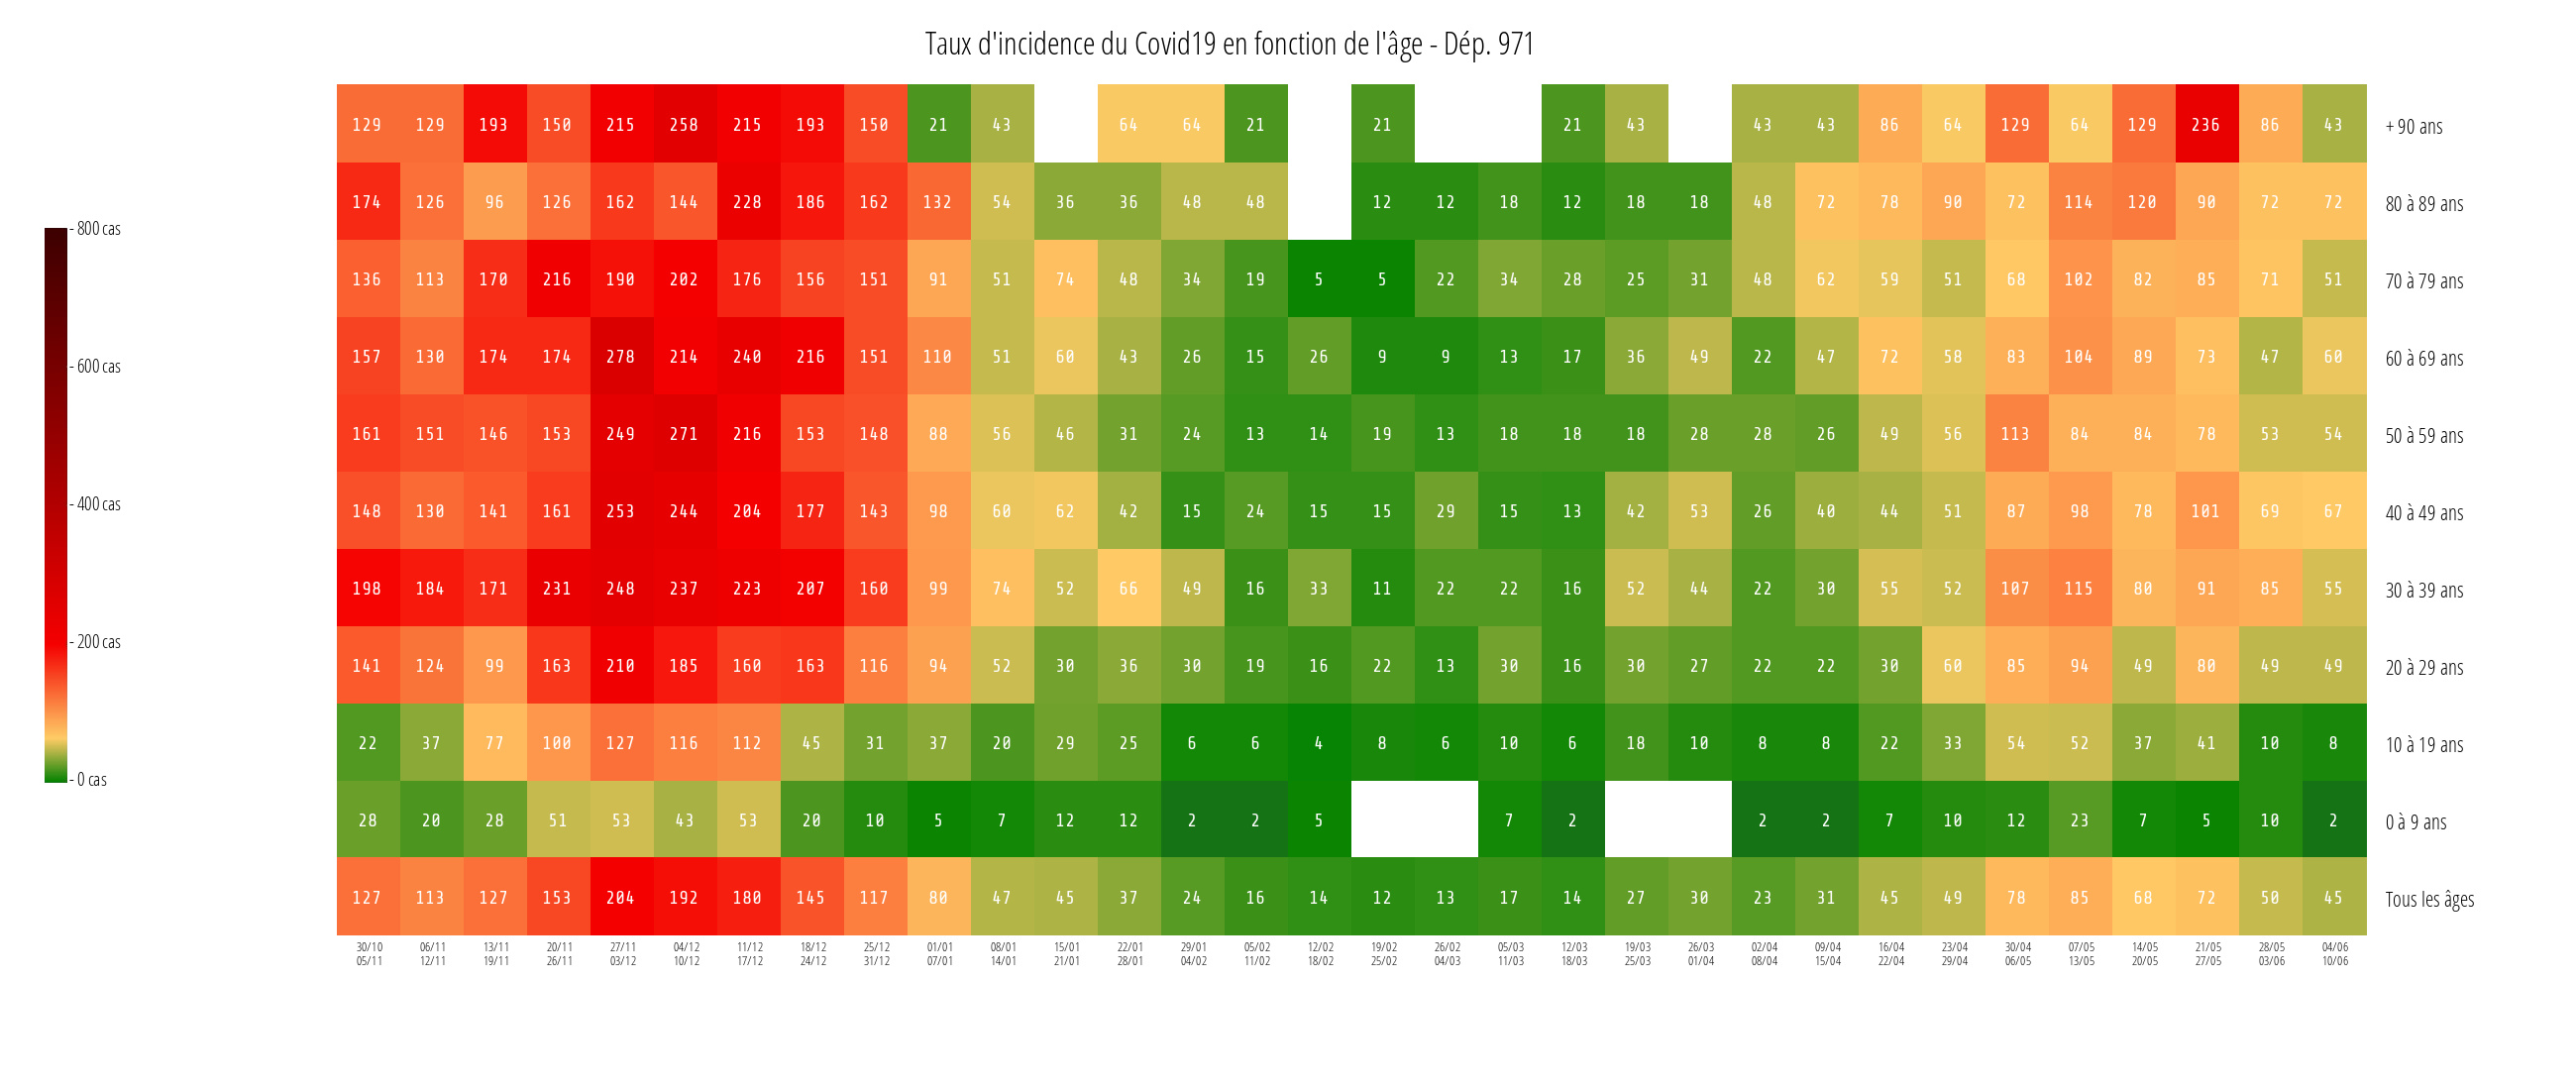 Taux d'incidence du Covid19 en fonction de l'âge - Dép. 971
129 129 193 150 215 258 215 193 150 21 43 64 64 21 21 21 43 43 43 86 64 129 64 129 236 86 43 + 90 ans
174 126 96 126 162 144 228 186 162 132 54 36 36 48 48 12 12 18 12 18 18 48 72 78 90 72 114 120 90 72 72 80 à 89 ans
- 800 cas
136 113 170 216 190 202 176 156 151 91 51 74 48 34 19 5 5 22 34 28 25 31 48 62 59 51 68 102 82 85 71 51 70 à 79 ans
157 130 174 174 278 214 240 216 151 110 51 60 43 26 15 26 9 9 13 17 36 49 22 47 72 58 83 104 89 73 47 60 60 à 69 ans
- 600 cas
161 151 146 153 249 271 216 153 148 88 56 46 31 24 13 14 19 13 18 18 18 28 28 26 49 56 113 84 84 78 53 54 50 à 59 ans
- 400 cas
148 130 141 161 253 244 204 177 143 98 60 62 42 15 24 15 15 29 15 13 42 53 26 40 44 51 87 98 78 101 69 67 40 à 49 ans
198 184 171 231 248 237 223 207 160 99 74 52 66 49 16 33 11 22 22 16 52 44 22 30 55 52 107 115 80 91 85 55 30 à 39 ans
- 200 cas
141 124 99 163 210 185 160 163 116 94 52 30 36 30 19 16 22 13 30 16 30 27 22 22 30 60 85 94 49 80 49 49 20 à 29 ans
22 37 77 100 127 116 112 45 31 37 20 29 25 6 6 4 8 6 10 6 18 10 8 8 22 33 54 52 37 41 10 8 10 à 19 ans
- 0 cas
28 20 28 51 53 43 53 20 10 5 7 12 12 2 2 5 7 2 2 2 7 10 12 23 7 5 10 2 0 à 9 ans
127 113 127 153 204 192 180 145 117 80 47 45 37 24 16 14 12 13 17 14 27 30 23 31 45 49 78 85 68 72 50 45 Tous les âges
30/10 06/11 13/11 20/11 27/11 04/12 11/12 18/12 25/12 01/01 08/01 15/01 22/01 29/01 05/02 12/02 19/02 26/02 05/03 12/03 19/03 26/03 02/04 09/04 16/04 23/04 30/04 07/05 14/05 21/05 28/05 04/06
05/11 12/11 19/11 26/11 03/12 10/12 17/12 24/12 31/12 07/01 14/01 21/01 28/01 04/02 11/02 18/02 25/02 04/03 11/03 18/03 25/03 01/04 08/04 15/04 22/04 29/04 06/05 13/05 20/05 27/05 03/06 10/06